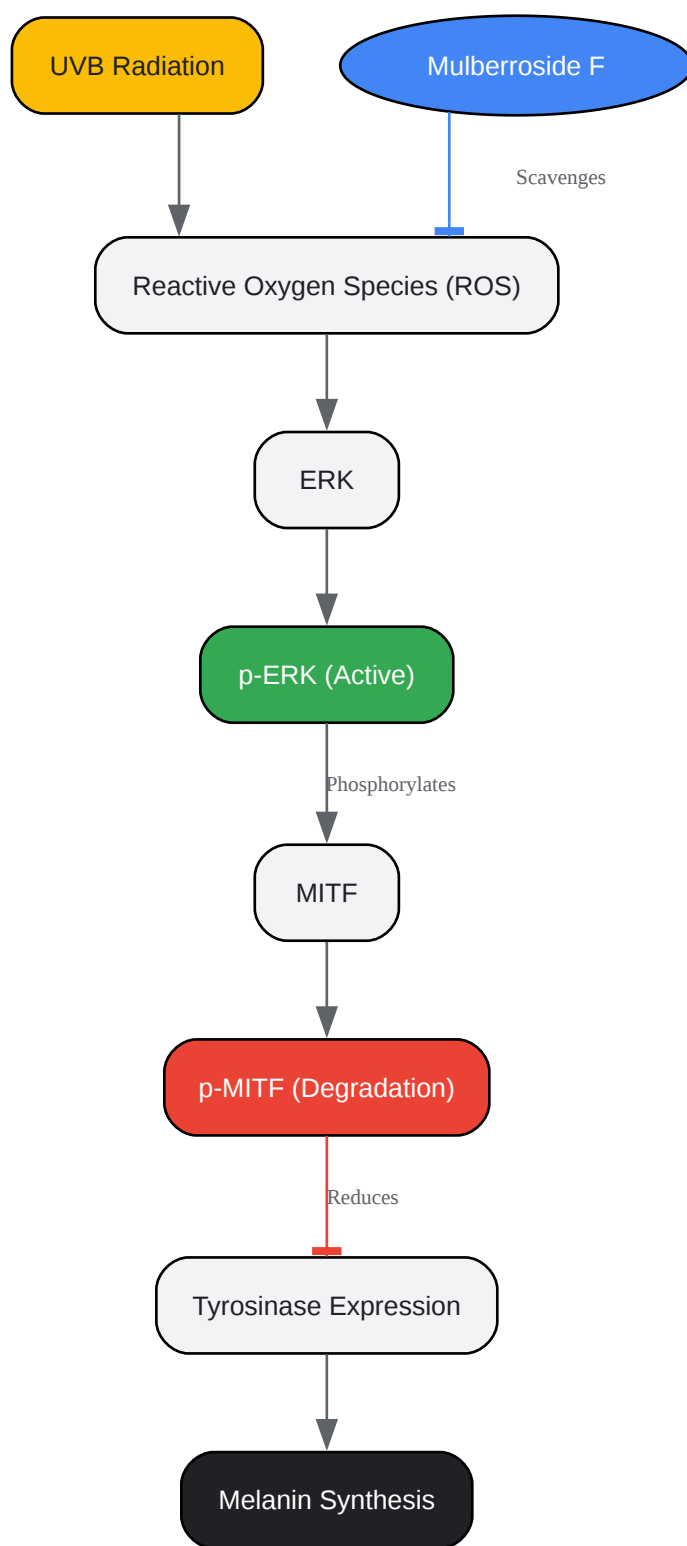 UVB Radiation
Mulberroside F
Scavenges
Reactive Oxygen Species (ROS)
ERK
p-ERK (Active)
Phosphorylates
MITF
p-MITF (Degradation)
Reduces
Tyrosinase Expression
Melanin Synthesis